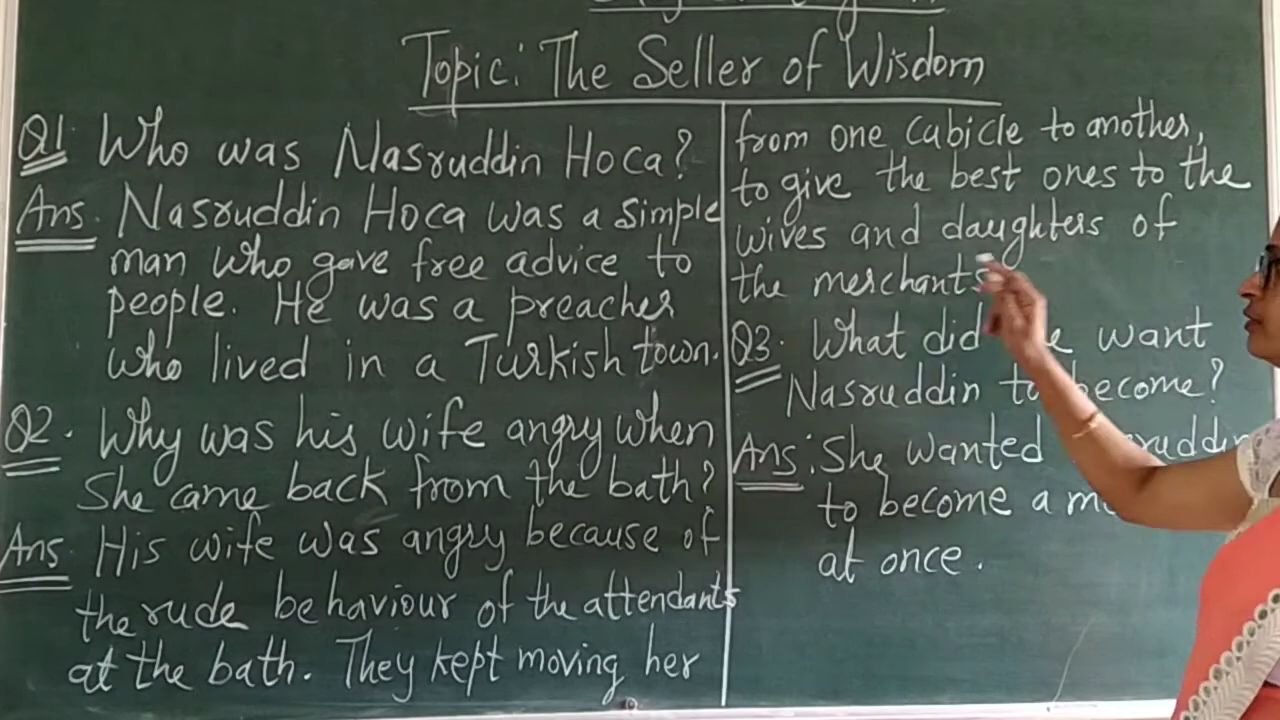 Topic: The Seller of Wisdom
Q1. Who was Nasruddin Hoca?
Ans. Nasruddin Hoca was a simple
man who gave free advice to
people. He was a preacher
who lived in a Turkish town.
Q2. Why was his wife angry when
She came back from the bath?
Ans. His wife was angry because of
the rude behaviour of the attendants
at the bath. They kept moving her
from one cubicle to another,
to give the best ones to the
wives and daughters of
the merchants
Q3. What did want
Nasruddin to become?
Ans: She wanted
to become a
at once.